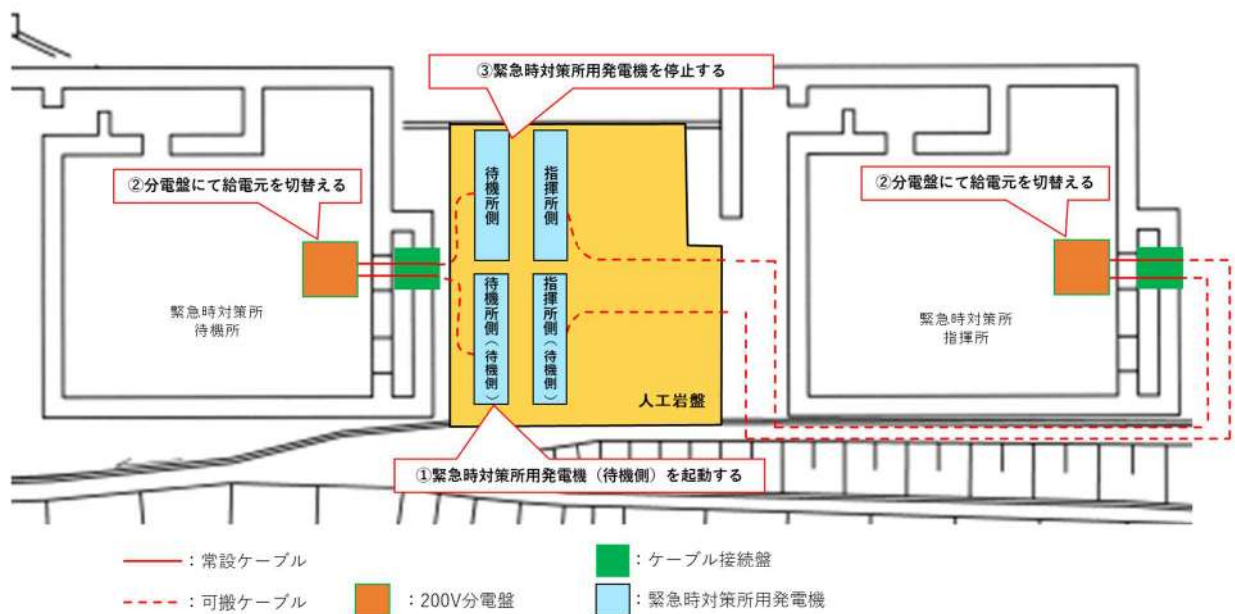 ③緊急時対策所用発電機を停止する
②分電盤にて給電元を切替える
待機所側
指揮所側
②分電盤にて給電元を切替える
緊急時対策所
待機所
待機所側(待機側)
指揮所側(待機側)
緊急時対策所
指揮所
人工岩盤
①緊急時対策所用発電機（待機側）を起動する
：常設ケーブル
：ケーブル接続盤
：可搬ケーブル
：200V分電盤
：緊急時対策所用発電機